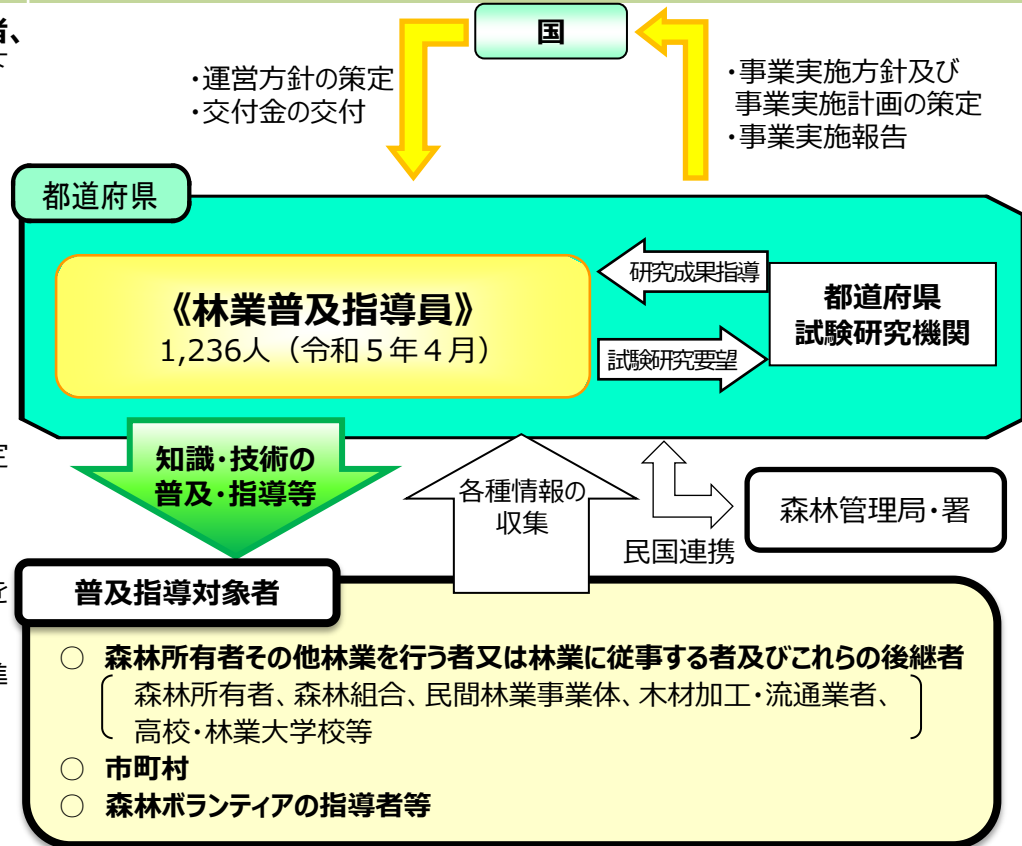 者、
国
・運営方針の策定
・交付金の交付
・事業実施方針及び
事業実施計画の策定
・事業実施報告
都道府県
《林業普及指導員》
1,236人（令和５年４月）
研究成果指導
試験研究要望
都道府県
試験研究機関
知識・技術の
普及・指導等
各種情報の
収集
民国連携
森林管理局・署
普及指導対象者
○ 森林所有者その他林業を行う者又は林業に従事する者及びこれらの後継者
森林所有者、森林組合、民間林業事業体、木材加工・流通業者、
高校・林業大学校等
○ 市町村
○ 森林ボランティアの指導者等